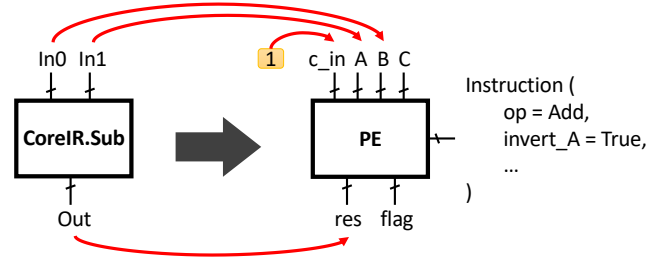 In0 In1
1 c_in A B C
CoreIR.Sub
PE
Instruction (
op = Add,
invert_A = True,
...
)
Out
res flag